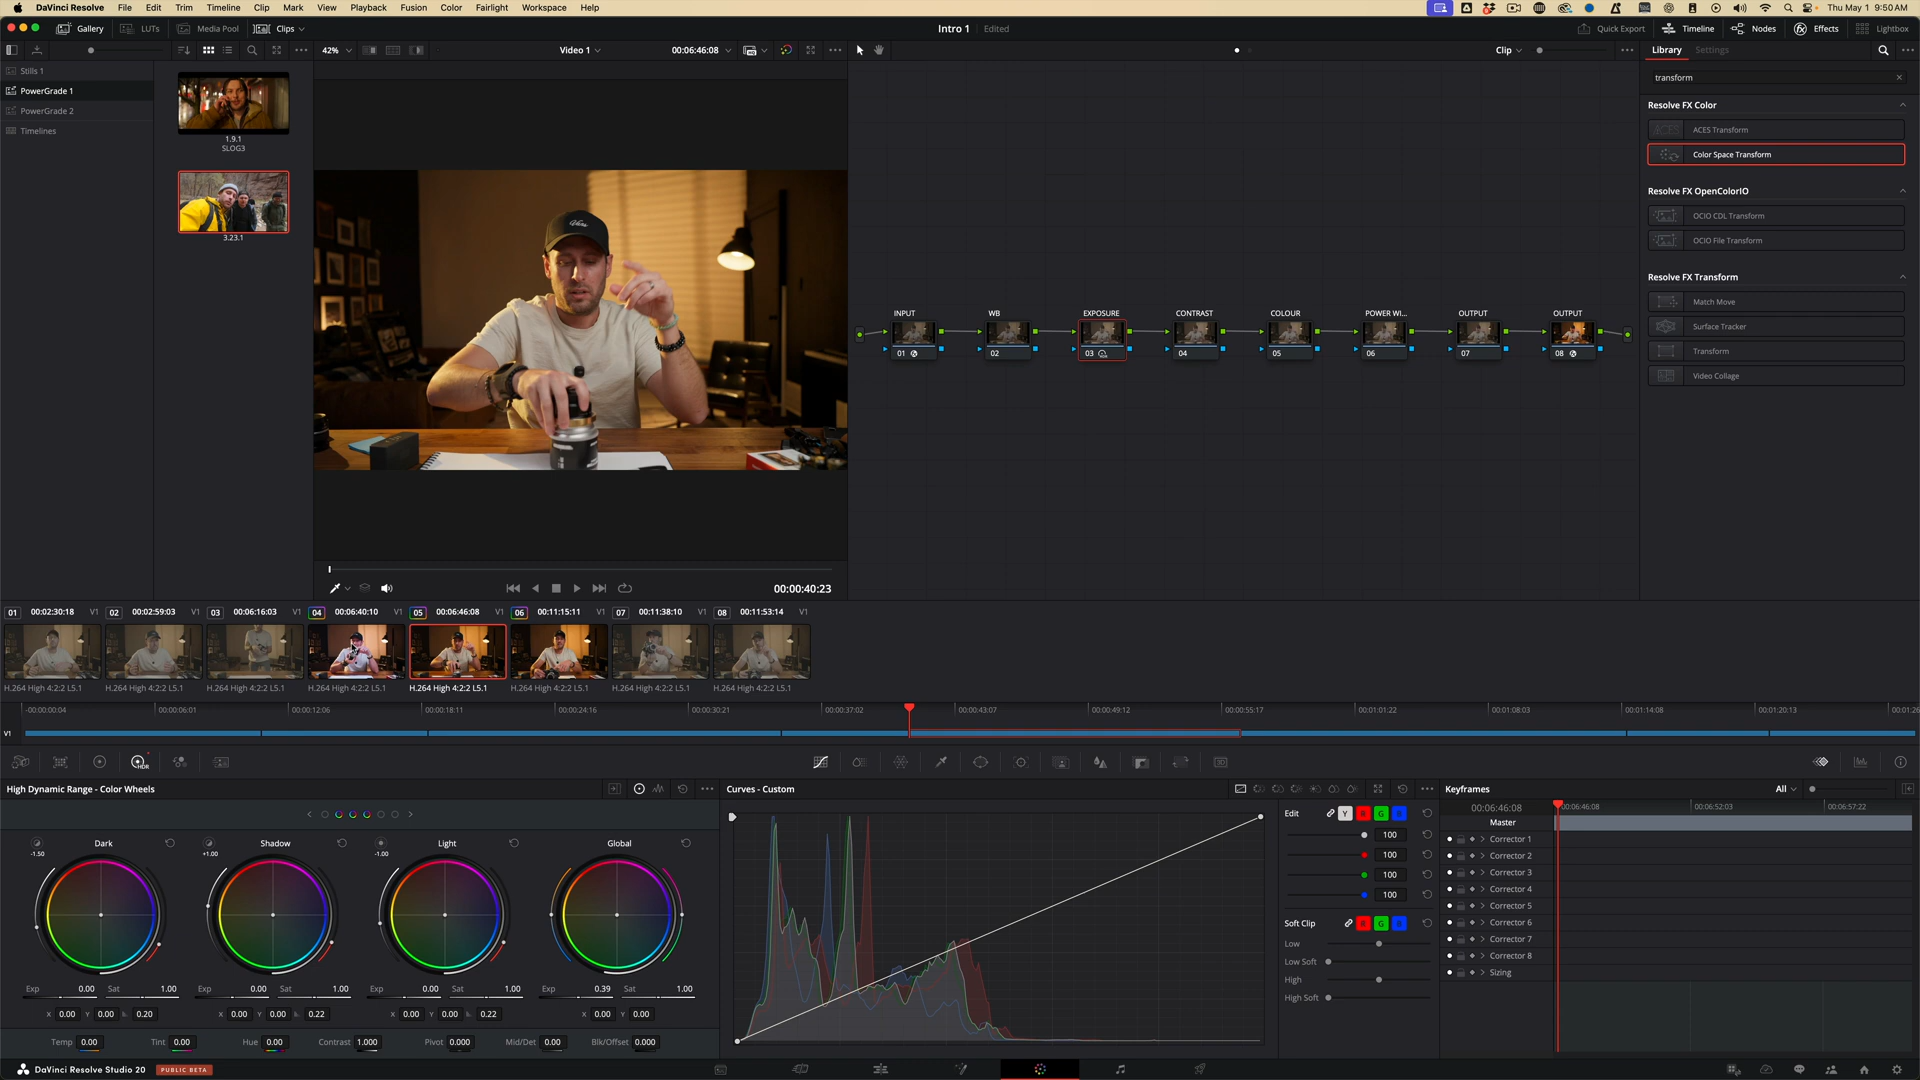 DaVinci Resolve File Edit Trim Timeline Clip Mark View Playback Color Fusion Fairlight Workspace Help Thu May 1 9:50 AM
Gallery LUTs Media Pool Clips Intro 1 Edited Quick Export Timeline Nodes Effects Lightbox
42% Video 1 00:06:46:08 Clip Library Settings
Stills 1
PowerGrade 1
PowerGrade 2
Timelines
1.9.1
SLOG3
3.23.1
transform
Resolve FX Color
ACES Transform
Color Space Transform
Resolve FX OpenColorIO
OCIO CDL Transform
OCIO File Transform
Resolve FX Transform
Match Move
Surface Tracker
Transform
Video Collage
INPUT WB EXPOSURE CONTRAST COLOUR POWER WI... OUTPUT OUTPUT
01 02 03 04 05 06 07 08
00:00:40:23
01 00:02:30:18 V1 02 00:02:59:03 V1 03 00:06:16:03 V1 04 00:06:40:10 V1 05 00:06:46:08 V1 06 00:11:15:11 V1 07 00:11:38:10 V1 08 00:11:53:14 V1
H.264 High 4:2:2 L5.1 H.264 High 4:2:2 L5.1 H.264 High 4:2:2 L5.1 H.264 High 4:2:2 L5.1 H.264 High 4:2:2 L5.1 H.264 High 4:2:2 L5.1 H.264 High 4:2:2 L5.1 H.264 High 4:2:2 L5.1
-00:00:00:04 00:00:06:01 00:00:12:06 00:00:18:11 00:00:24:16 00:00:30:21 00:00:37:02 00:00:43:07 00:00:49:12 00:00:55:17 00:01:01:22 00:01:08:03 00:01:14:08 00:01:20:13 00:01:26
V1
HDR
High Dynamic Range - Color Wheels
Dark Shadow Light Global
-1.50 +1.00 -1.00
Exp 0.00 Sat 1.00 Exp 0.00 Sat 1.00 Exp 0.00 Sat 1.00 Exp 0.39 Sat 1.00
X 0.00 Y 0.00 0.20 X 0.00 Y 0.00 0.22 X 0.00 Y 0.00 0.22 X 0.00 Y 0.00
Temp 0.00 Tint 0.00 Hue 0.00 Contrast 1.000 Pivot 0.000 Mid/Det 0.00 Blk/Offset 0.000
Curves - Custom
Edit Y R G B
100
100
100
100
Soft Clip R G B
Low
Low Soft
High
High Soft
Keyframes All
00:06:46:08 00:06:46:08 00:06:52:03 00:06:57:22
Master
Corrector 1
Corrector 2
Corrector 3
Corrector 4
Corrector 5
Corrector 6
Corrector 7
Corrector 8
Sizing
DaVinci Resolve Studio 20 PUBLIC BETA